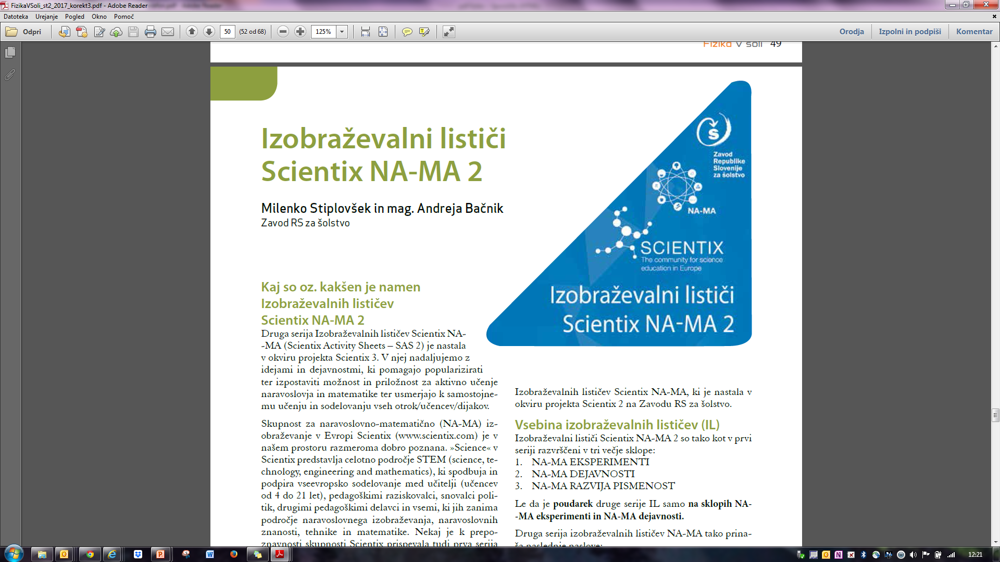 FizikaVSoli_st2_2017_korekt3.pdf - Adobe Reader
Datoteka Urejanje Pogled Okno Pomoč
Odpri 50 (52 od 68) 125% Orodja Izpolni in podpiši Komentar
Fizika v šoli 49
Izobraževalni lističi
Scientix NA-MA 2
Milenko Stiplovšek in mag. Andreja Bačnik
Zavod RS za šolstvo
Zavod
Republike
Slovenije
za šolstvo
NA-MA
SCIENTIX
The community for science
education in Europe
Izobraževalni lističi
Scientix NA-MA 2
Kaj so oz. kakšen je namen
Izobraževalnih lističev
Scientix NA-MA 2
Druga serija Izobraževalnih lističev Scientix NA-
-MA (Scientix Activity Sheets – SAS 2) je nastala
v okviru projekta Scientix 3. V njej nadaljujemo z
idejami in dejavnostmi, ki pomagajo popularizirati
ter izpostaviti možnost in priložnost za aktivno učenje
naravoslovja in matematike ter usmerjajo k samostojne-
mu učenju in sodelovanju vseh otrok/učencev/dijakov.
Skupnost za naravoslovno-matematično (NA-MA) iz-
obraževanje v Evropi Scientix (www.scientix.com) je v
našem prostoru razmeroma dobro poznana. »Science« v
Scientix predstavlja celotno področje STEM (science, te-
chnology, engineering and mathematics), ki spodbuja in
podpira vseevropsko sodelovanje med učitelji (učencev
od 4 do 21 let), pedagoškimi raziskovalci, snovalci poli-
tik, drugimi pedagoškimi delavci in vsemi, ki jih zanima
področje naravoslovnega izobraževanja, naravoslovnih
znanosti, tehnike in matematike. Nekaj je k prepo-
znavnosti skupnosti Scientix prispevala tudi prva serija
Izobraževalnih lističev Scientix NA-MA, ki je nastala v
okviru projekta Scientix 2 na Zavodu RS za šolstvo.
Vsebina izobraževalnih lističev (IL)
Izobraževalni lističi Scientix NA-MA 2 so tako kot v prvi
seriji razvrščeni v tri večje sklope:
1. NA-MA EKSPERIMENTI
2. NA-MA DEJAVNOSTI
3. NA-MA RAZVIJA PISMENOST
Le da je poudarek druge serije IL samo na sklopih NA-
-MA eksperimenti in NA-MA dejavnosti.
Druga serija izobraževalnih lističev NA-MA tako prina-
ša naslednje naslove:
12:21